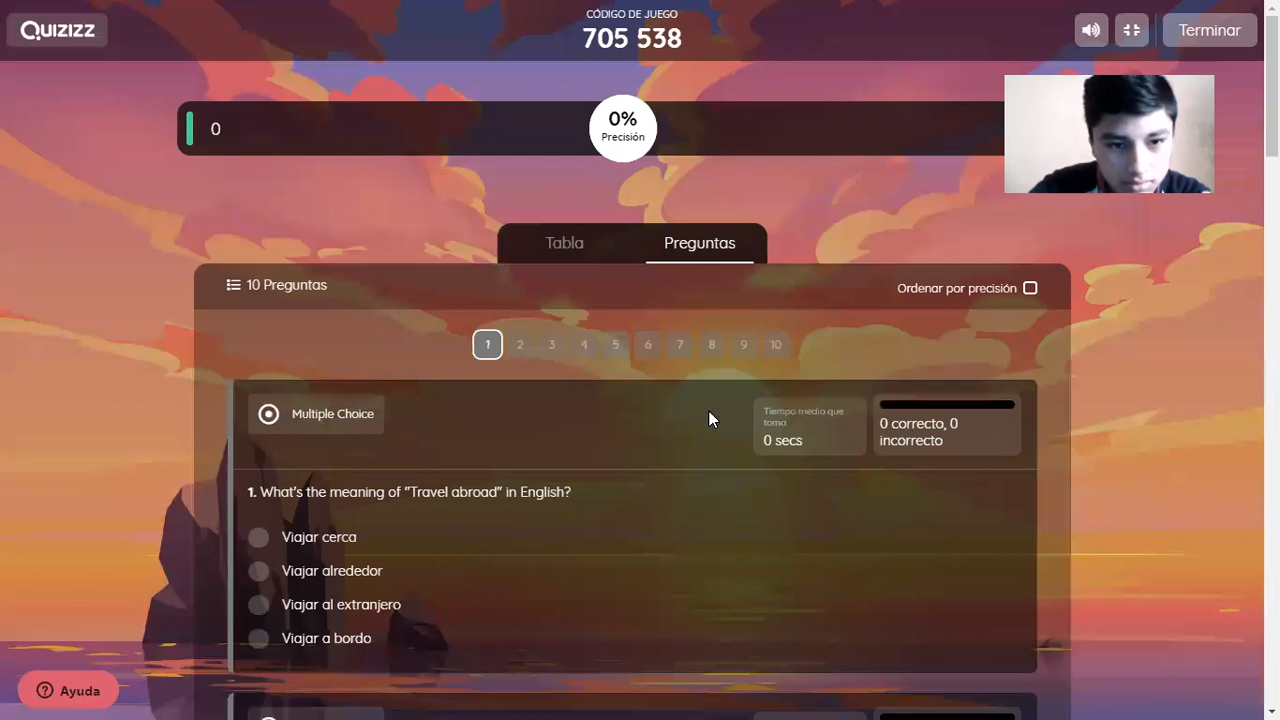 Quizizz
CÓDIGO DE JUEGO
705 538
Terminar
0
0%
Precisión
Tabla
Preguntas
10 Preguntas
Ordenar por precisión
1 2 3 4 5 6 7 8 9 10
Multiple Choice
Tiempo medio que
toma
0 secs
0 correcto, 0
incorrecto
1. What's the meaning of "Travel abroad" in English?
Viajar cerca
Viajar alrededor
Viajar al extranjero
Viajar a bordo
Ayuda